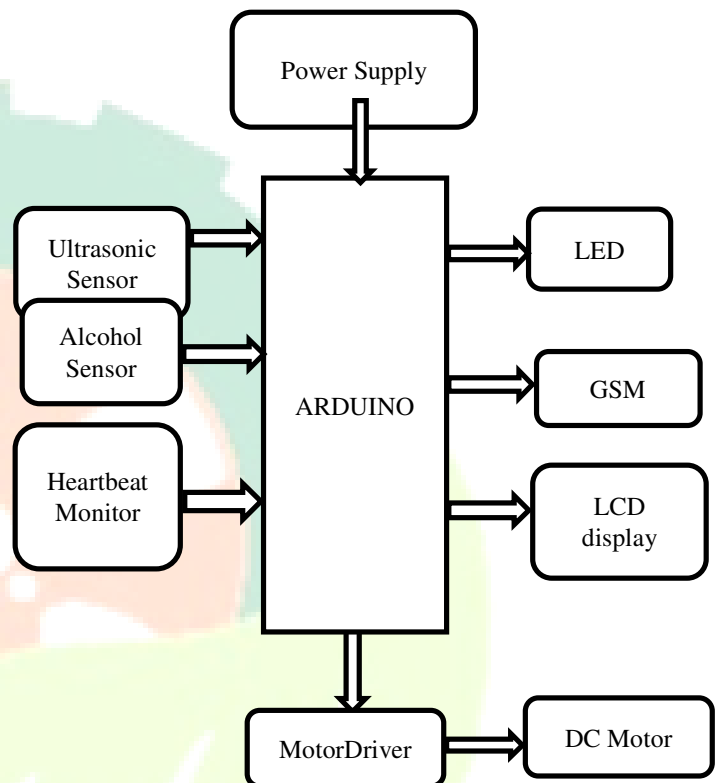 Power Supply
Ultrasonic
Sensor
LED
Alcohol
Sensor
ARDUINO
GSM
Heartbeat
Monitor
LCD
display
MotorDriver
DC Motor